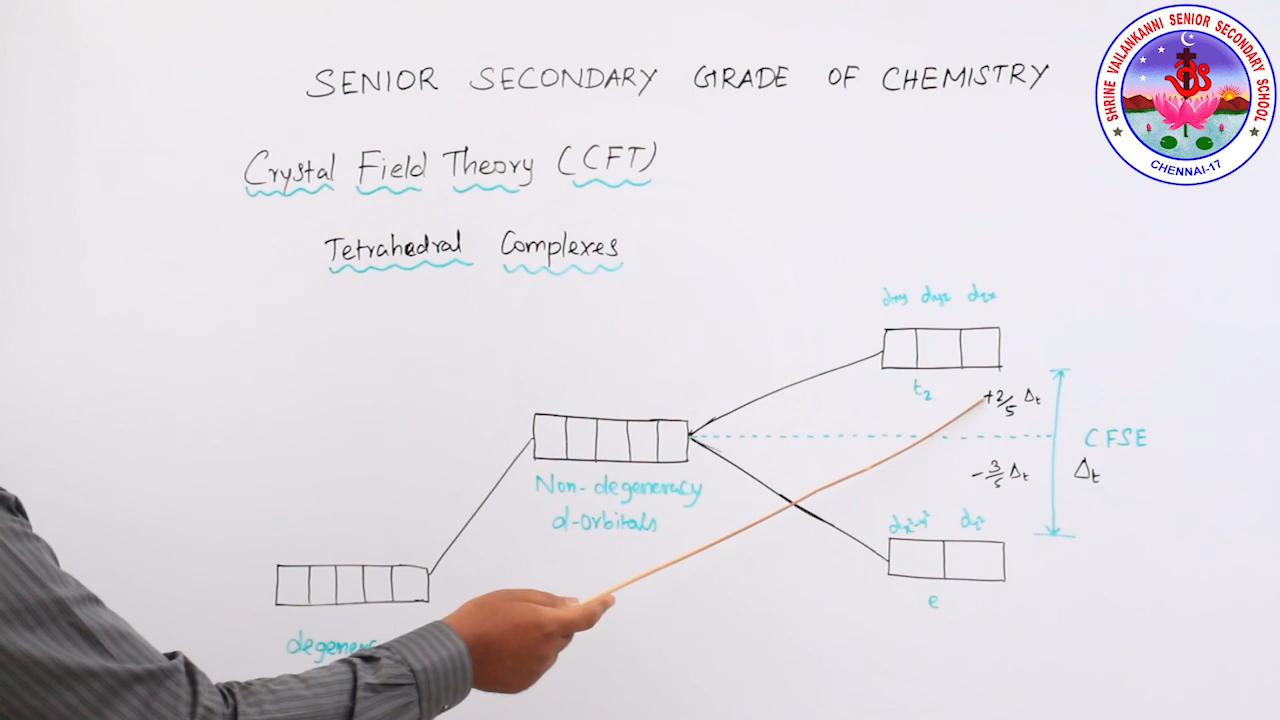 SENIOR SECONDARY GRADE OF CHEMISTRY
SHRINE VAILANKANNI SENIOR SECONDARY SCHOOL
CHENNAI-17
Crystal Field Theory (CFT)
Tetrahedral Complexes
dxy dyz dzx
t₂
+2/5 Δt
CFSE
Δt
-3/5 Δt
Non-degeneracy
d-orbitals
dx²-y² dz²
e